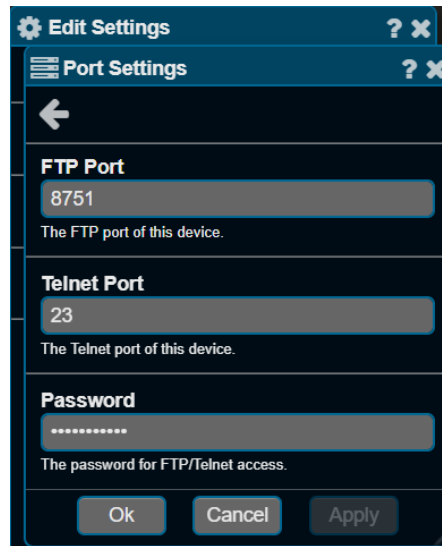 Edit Settings ?
Port Settings ?
FTP Port
8751
The FTP port of this device.
Telnet Port
23
The Telnet port of this device.
Password
•••••••••••
The password for FTP/Telnet access.
Ok Cancel Apply